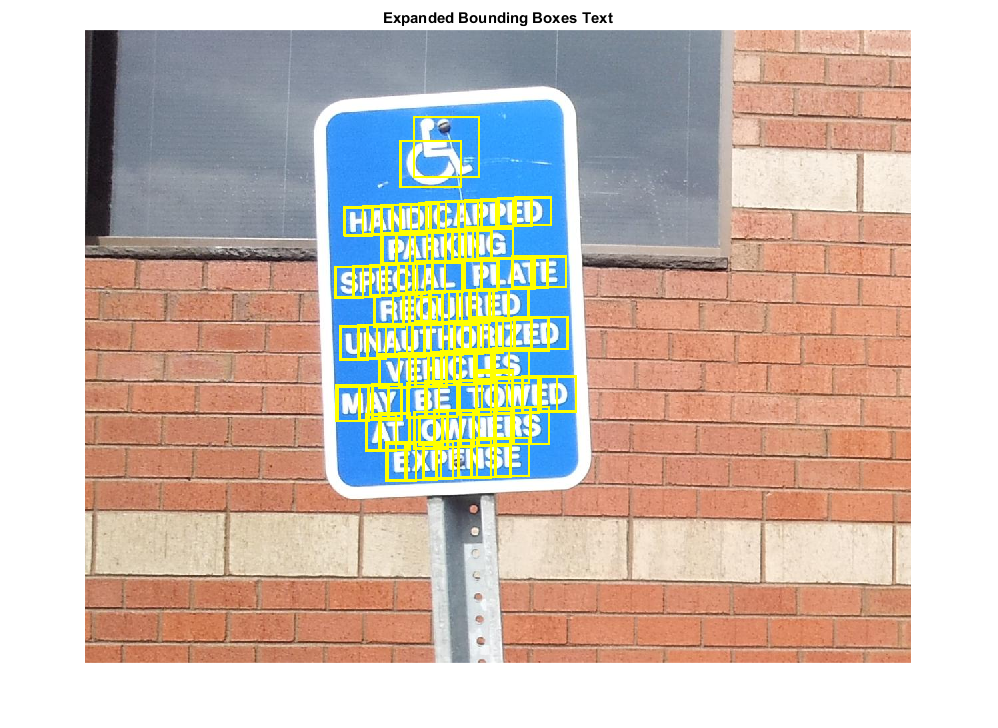 Expanded Bounding Boxes Text
HANDICAPPED
PARKING
SPECIAL PLATE
REQUIRED
UNAUTHORIZED
VEHICLES
MAY BE TOWED
AT OWNERS
EXPENSE